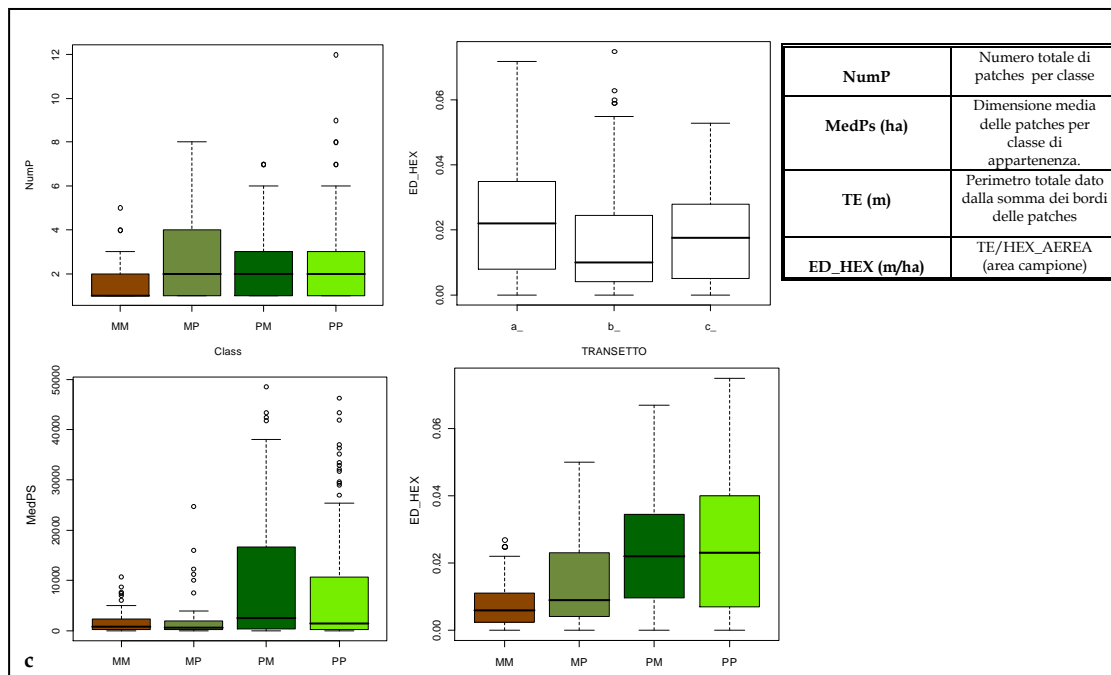 NumP
12
10
8
6
4
2
MM MP PM PP
Class
ED_HEX
0.06
0.04
0.02
0.00
a_ b_ c_
TRANSETTO
NumP
Numero totale di
patches per classe
MedPs (ha)
Dimensione media
delle patches per
classe di
appartenenza.
TE (m)
Perimetro totale dato
dalla somma dei bordi
delle patches
ED_HEX (m/ha)
TE/HEX_AEREA
(area campione)
MedPS
50000
40000
30000
20000
10000
0
MM MP PM PP
ED_HEX
0.06
0.04
0.02
0.00
MM MP PM PP
c